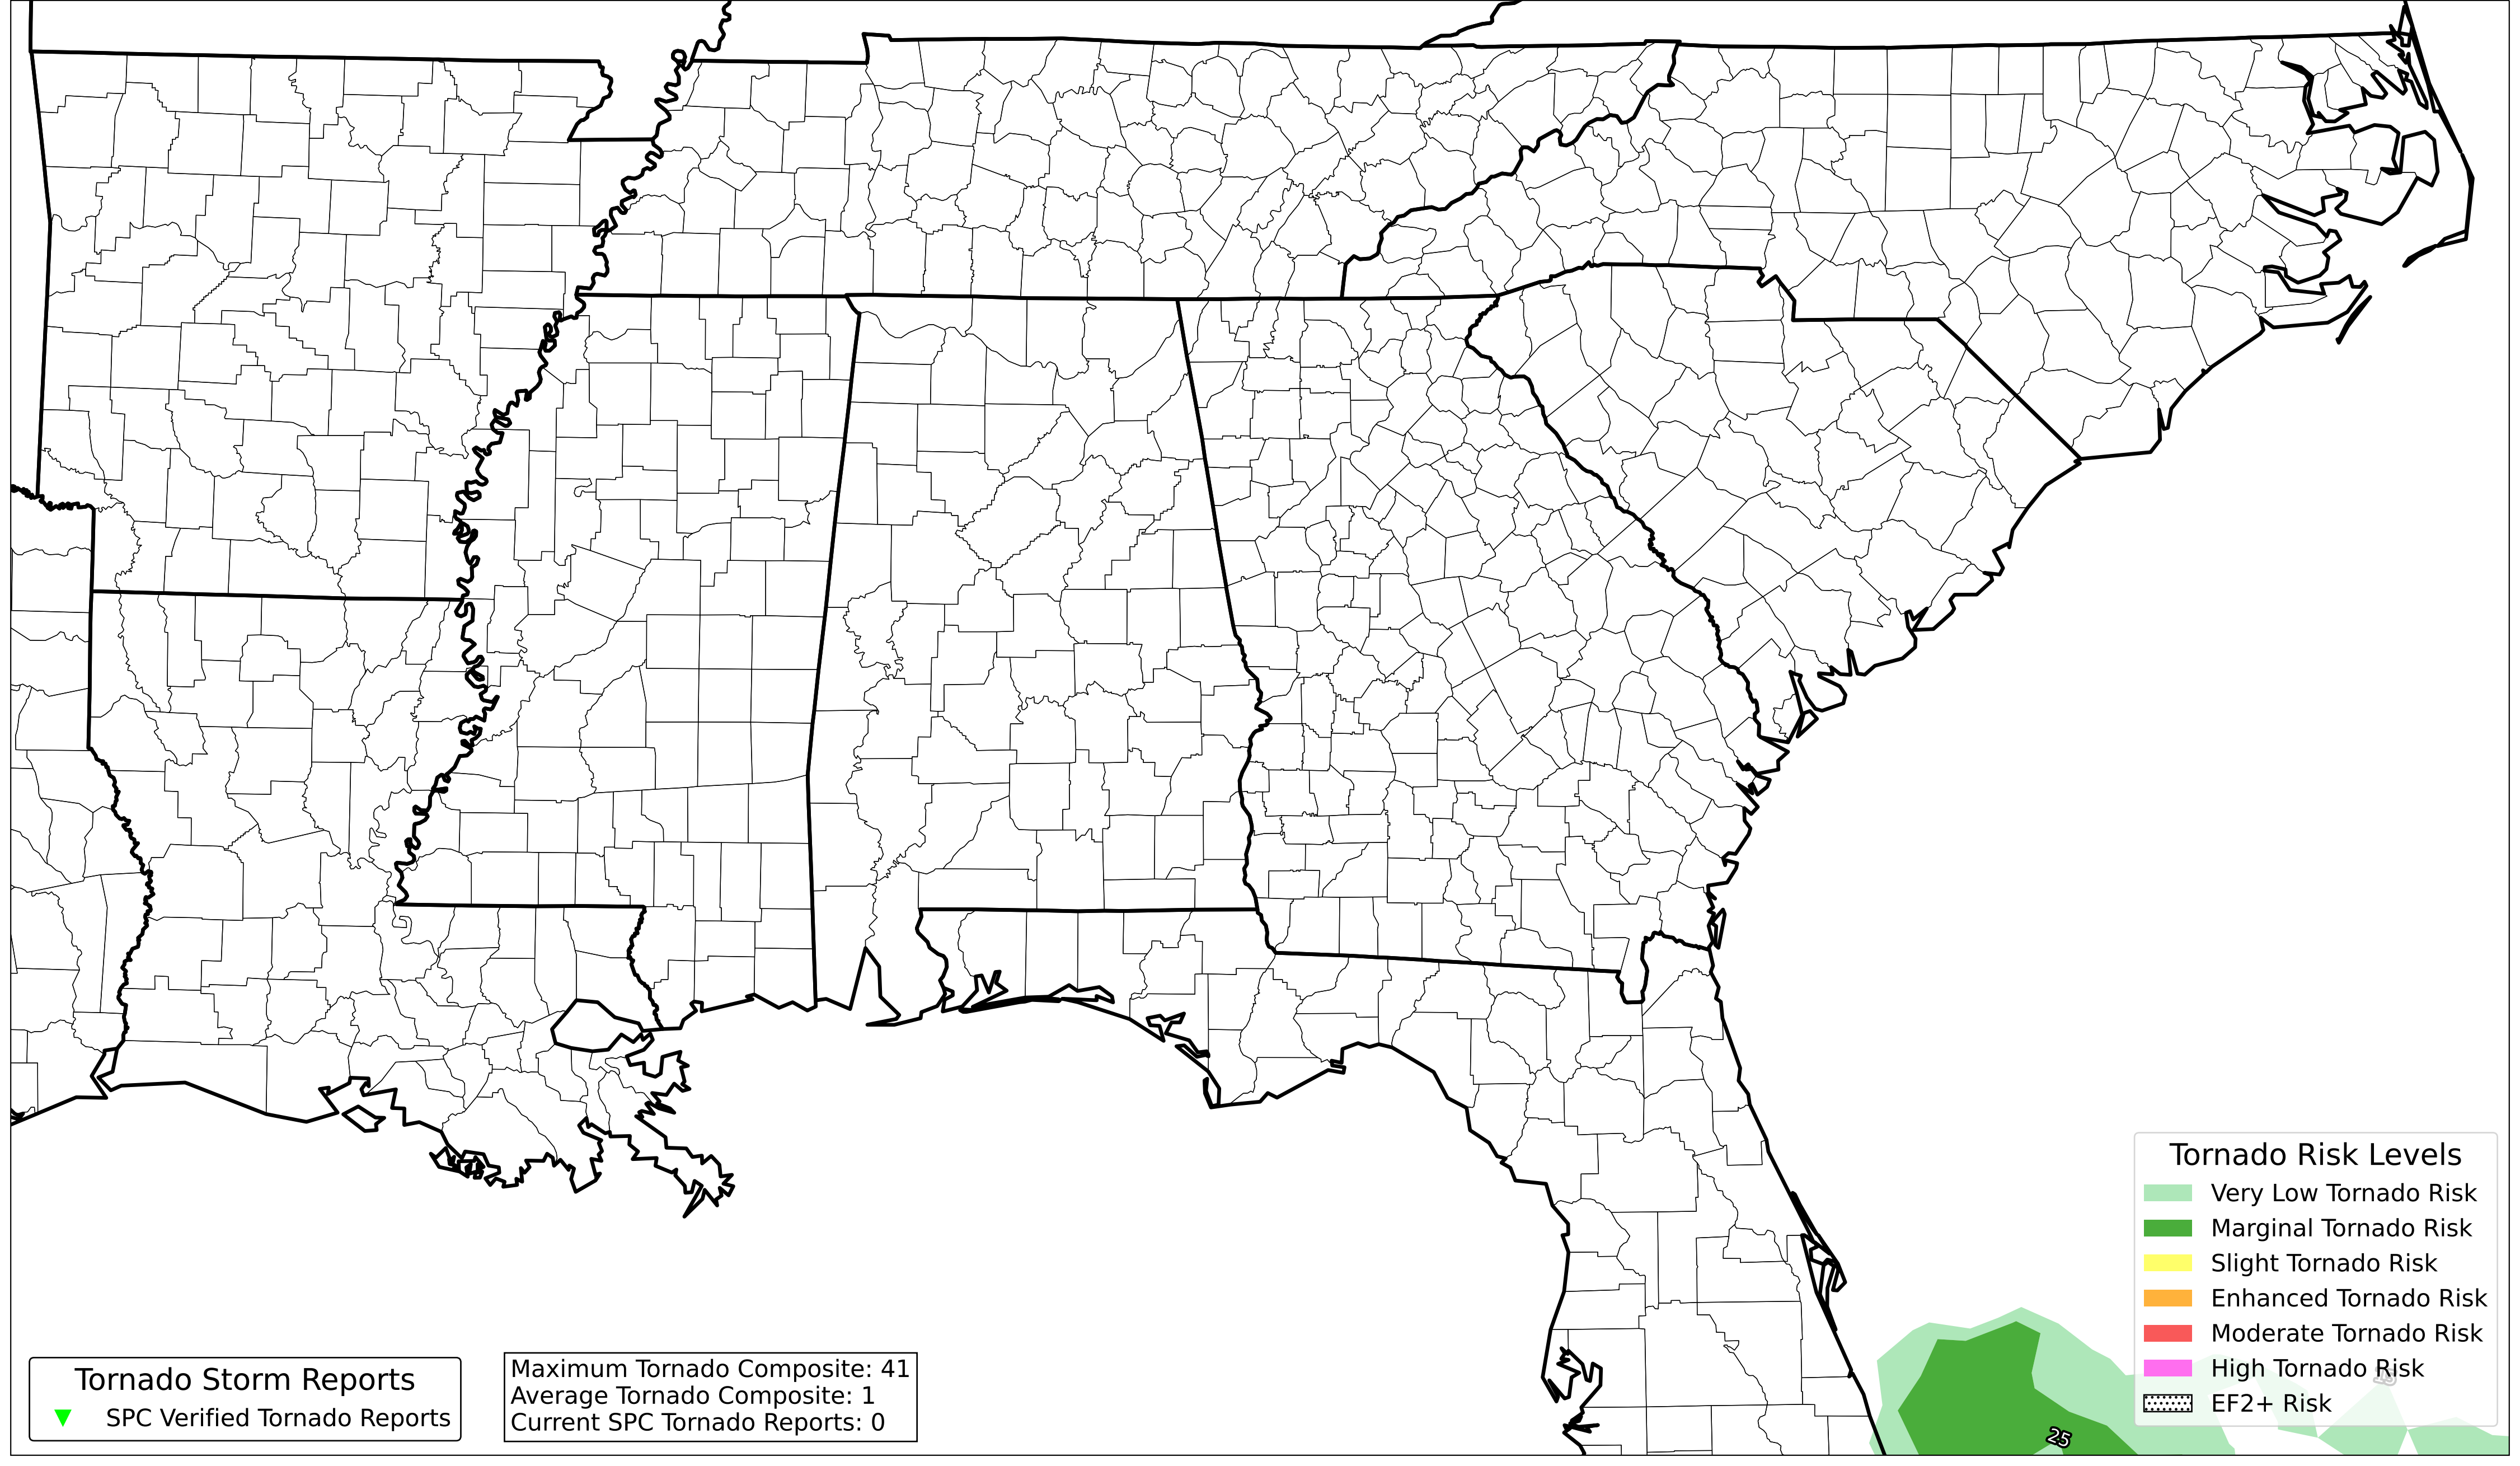 Tornado Risk Levels
Very Low Tornado Risk
Marginal Tornado Risk
Slight Tornado Risk
Enhanced Tornado Risk
Moderate Tornado Risk
High Tornado Risk
EF2+ Risk
Tornado Storm Reports
SPC Verified Tornado Reports
Maximum Tornado Composite: 41
Average Tornado Composite: 1
Current SPC Tornado Reports: 0
25